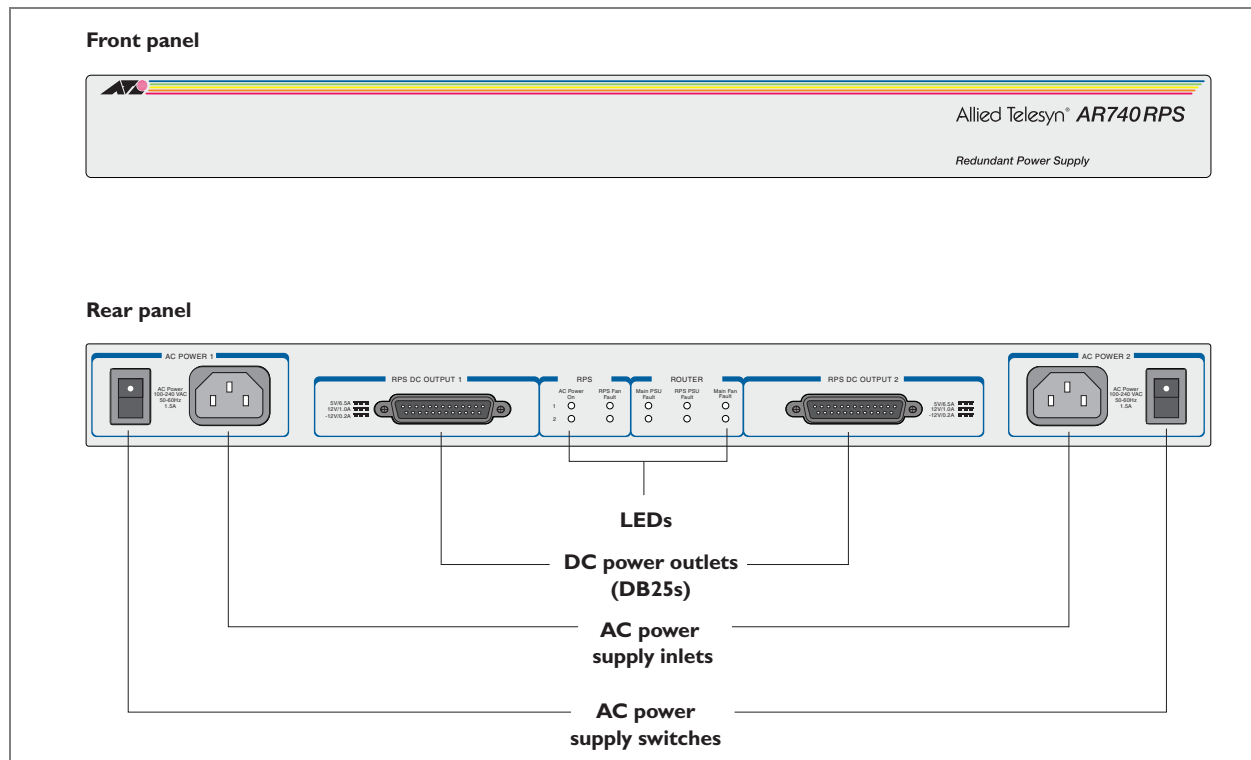 Front panel
Allied Telesyn® AR740 RPS
Redundant Power Supply
Rear panel
AC POWER 1
AC Power
100-240 VAC
50-60Hz
1.5A
RPS DC OUTPUT 1
5V/6.5A
12V/1.0A
-12V/0.2A
RPS
AC Power
On
RPS Fan
Fault
1
2
ROUTER
Main PSU
Fault
RPS PSU
Fault
Main Fan
Fault
RPS DC OUTPUT 2
5V/6.5A
12V/1.0A
-12V/0.2A
AC POWER 2
AC Power
100-240 VAC
50-60Hz
1.5A
LEDs
DC power outlets
(DB25s)
AC power
supply inlets
AC power
supply switches